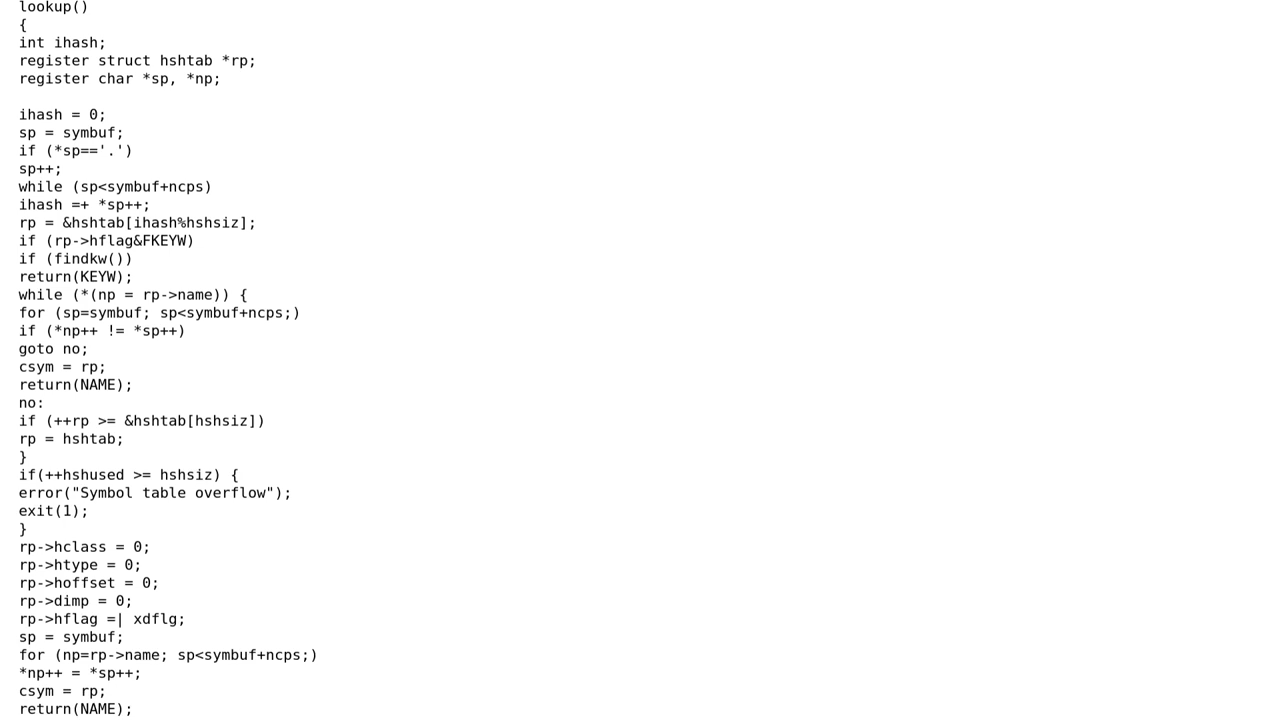 lookup()
{
int ihash;
register struct hshtab *rp;
register char *sp, *np;

ihash = 0;
sp = symbuf;
if (*sp=='.')
sp++;
while (sp<symbuf+ncps)
ihash =+ *sp++;
rp = &hshtab[ihash%hshsiz];
if (rp->hflag&FKEYW)
if (findkw())
return(KEYW);
while (*(np = rp->name)) {
for (sp=symbuf; sp<symbuf+ncps;)
if (*np++ != *sp++)
goto no;
csym = rp;
return(NAME);
no:
if (++rp >= &hshtab[hshsiz])
rp = hshtab;
}
if(++hshused >= hshsiz) {
error("Symbol table overflow");
exit(1);
}
rp->hclass = 0;
rp->htype = 0;
rp->hoffset = 0;
rp->dimp = 0;
rp->hflag =| xdflg;
sp = symbuf;
for (np=rp->name; sp<symbuf+ncps;)
*np++ = *sp++;
csym = rp;
return(NAME);